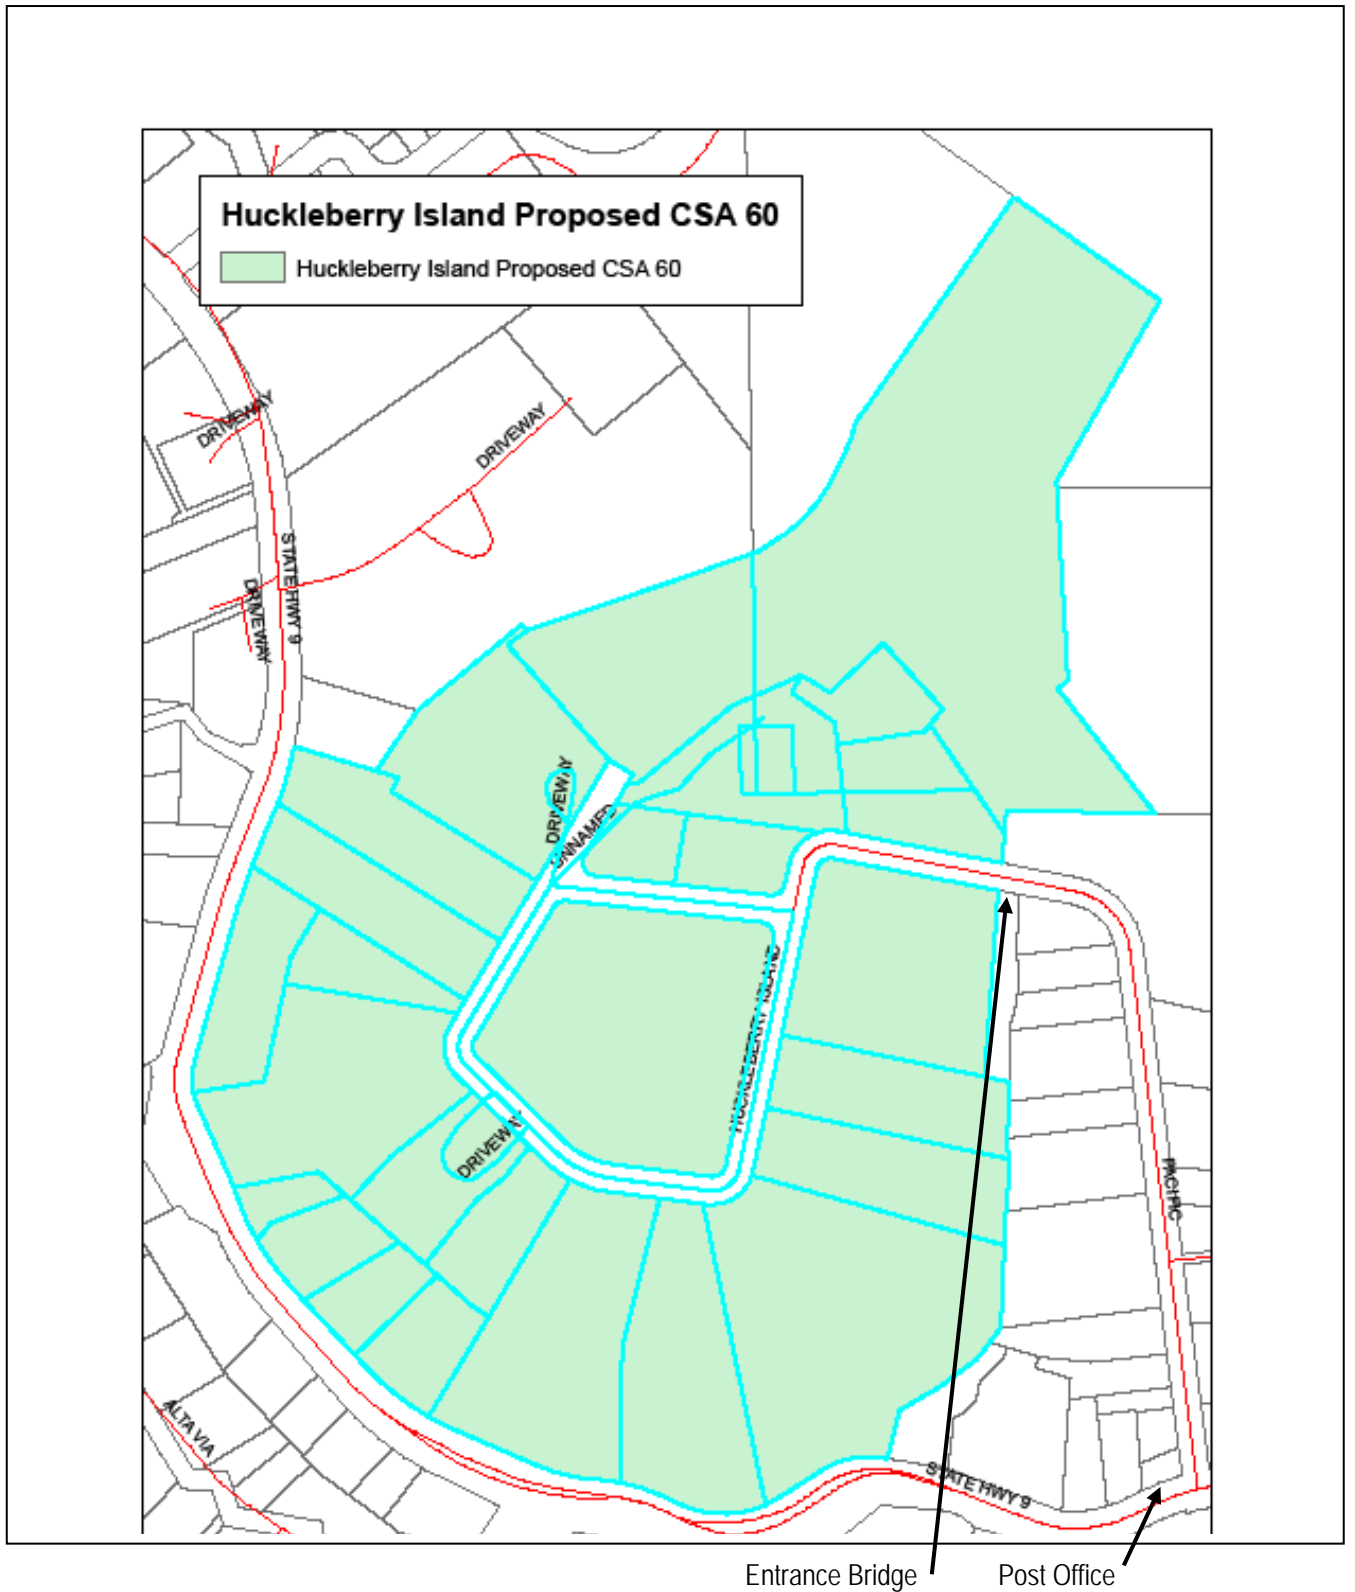 Huckleberry Island Proposed CSA 60
Huckleberry Island Proposed CSA 60
DRIVEWAY
DRIVEWAY
STATE HWY 9
DRIVEWAY
DRIVEWAY
UNNAMED
HUCKLEBERRY ISLAND
DRIVEWAY
PACIFIC
ALTA VIA
STATE HWY 9
Entrance Bridge
Post Office